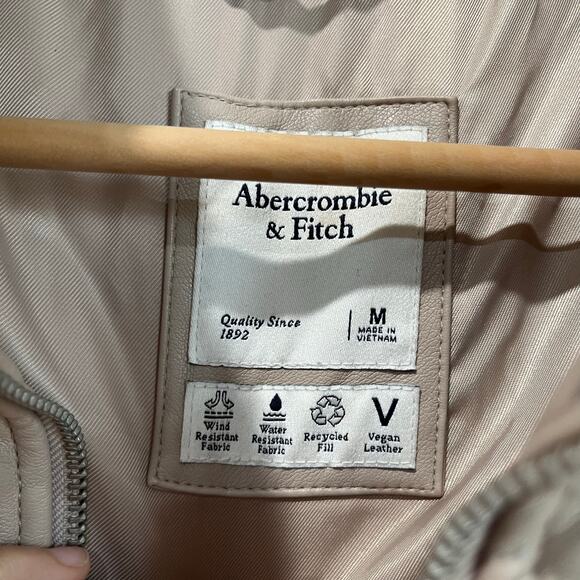 Abercrombie
& Fitch
Quality Since
1892
M
MADE IN
VIETNAM
Wind
Resistant
Fabric
Water
Resistant
Fabric
Recycled
Fill
V
Vegan
Leather